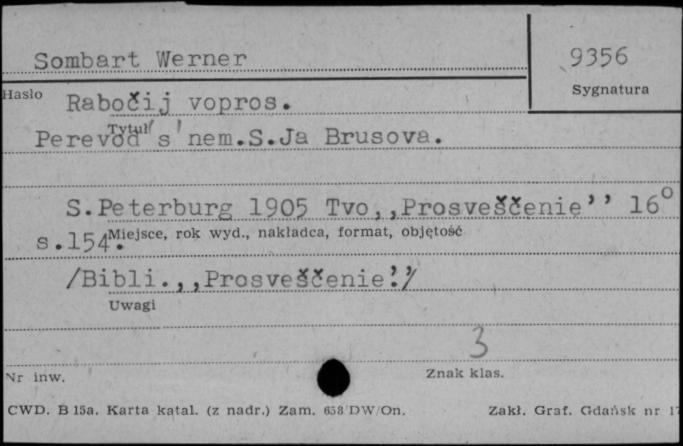 Sombart Werner
9356
Sygnatura
Hasło
Rabočij vopros.
Tytuł
Perevod s nem.S.Ja Brusova.
S.Peterburg 1905 Tvo,,,Prosveščenie'' 16°
s.154.
Miejsce, rok wyd., nakładca, format, objętość
/Bibli.,,,Prosveščenie''/
Uwagi
3
Nr inw.
Znak klas.
CWD. B 15a. Karta katal. (z nadr.) Zam. 658/DW/On.
Zakł. Graf. Gdańsk nr 17